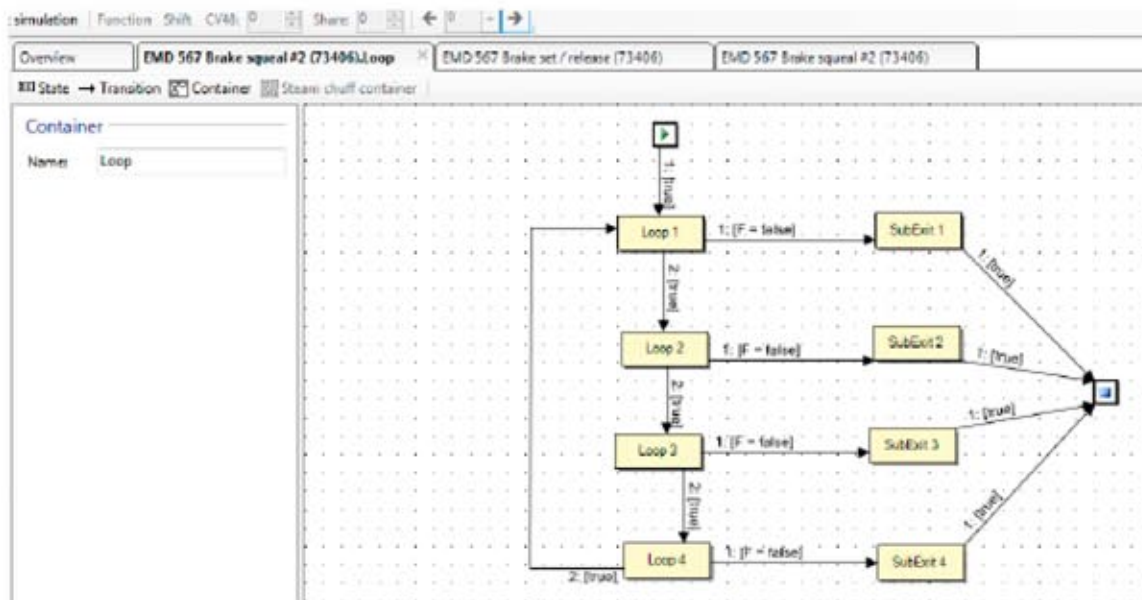 simulation Function Shift CV48: 0 Share 0 0
Overview EMD 567 Brake squeal #2 (73406).Loop EMD 567 Brake set / release (73406) EMD 567 Brake squeal #2 (73406)
State Transition Container Steam chuff container
Container
Name: Loop
1: [true]
Loop 1 1: [F = false] SubExit 1 1: [true]
2: [true]
Loop 2 1: [F = false] SubExit 2 1: [true]
2: [true]
Loop 3 1: [F = false] SubExit 3 1: [true]
2: [true]
Loop 4 1: [F = false] SubExit 4 1: [true]
2: [true]